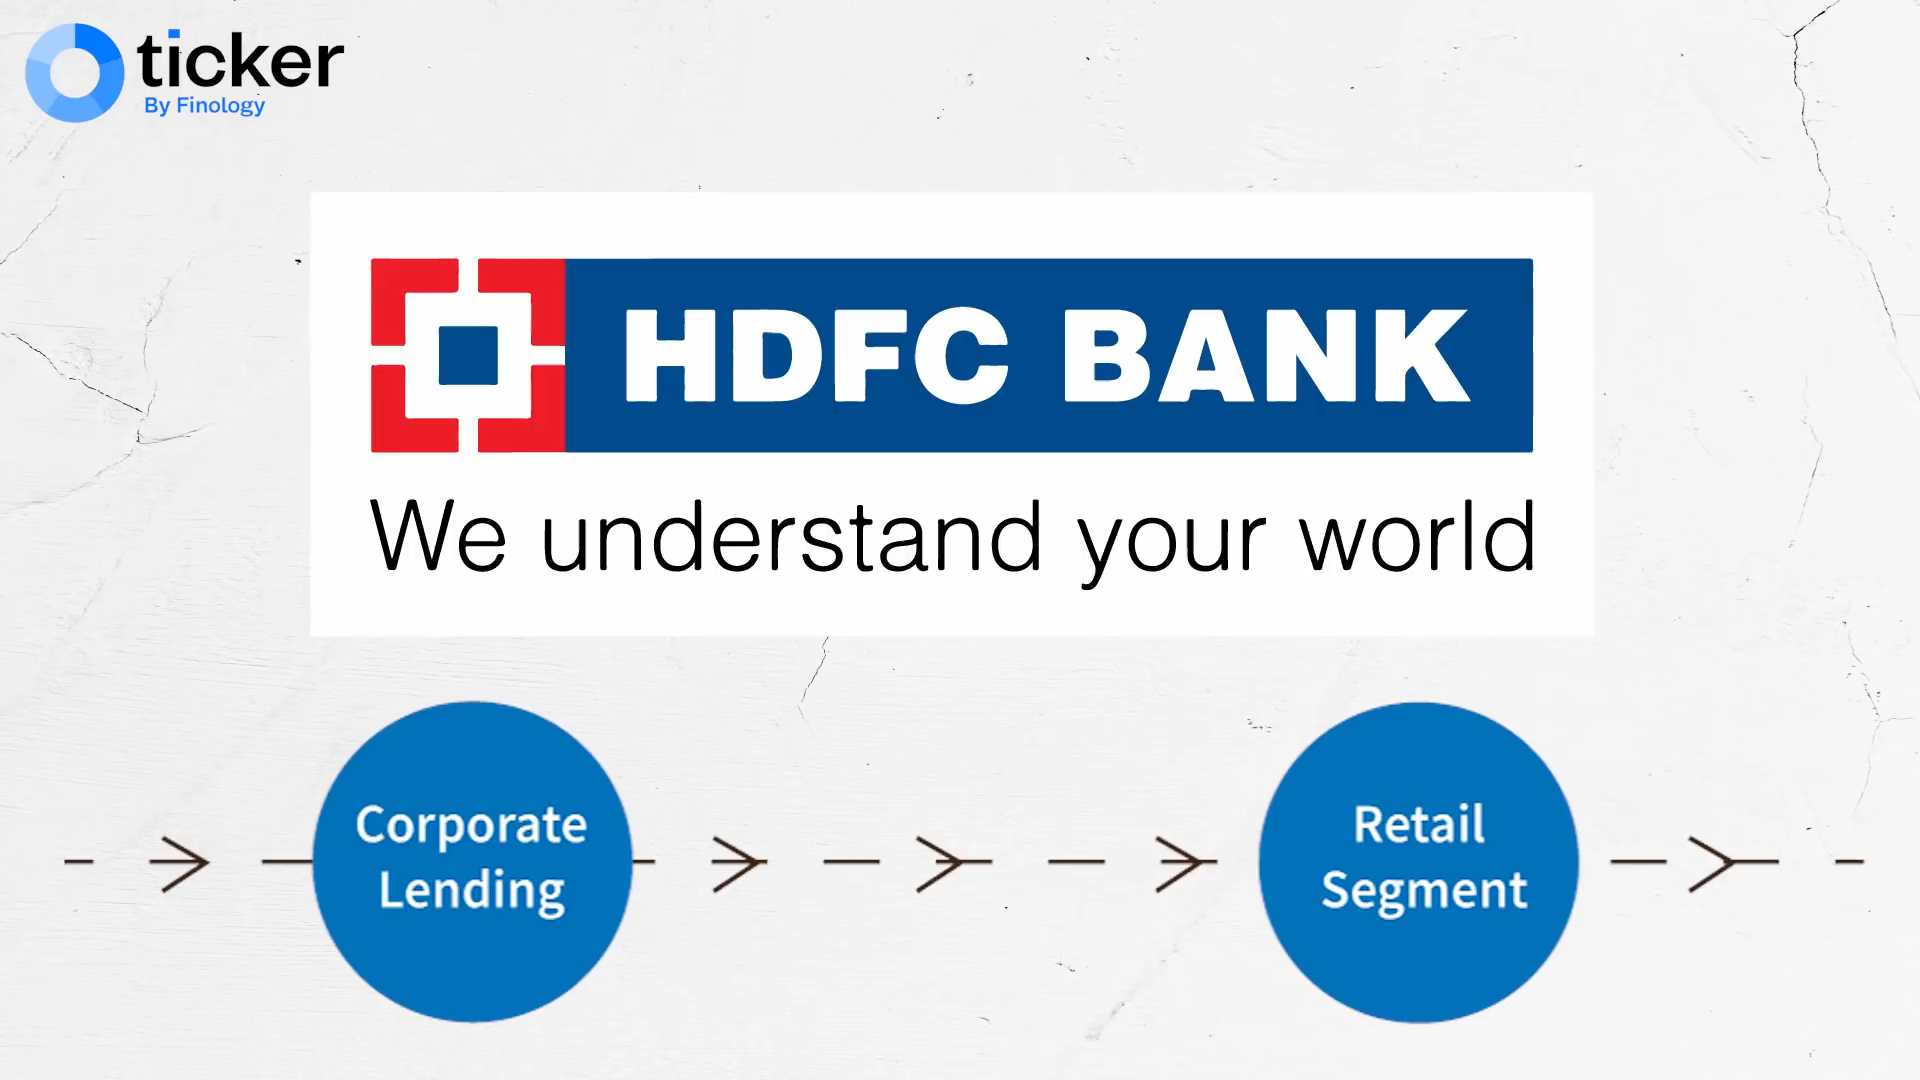 ticker
By Finology
HDFC BANK
We understand your world
Corporate
Lending
Retail
Segment